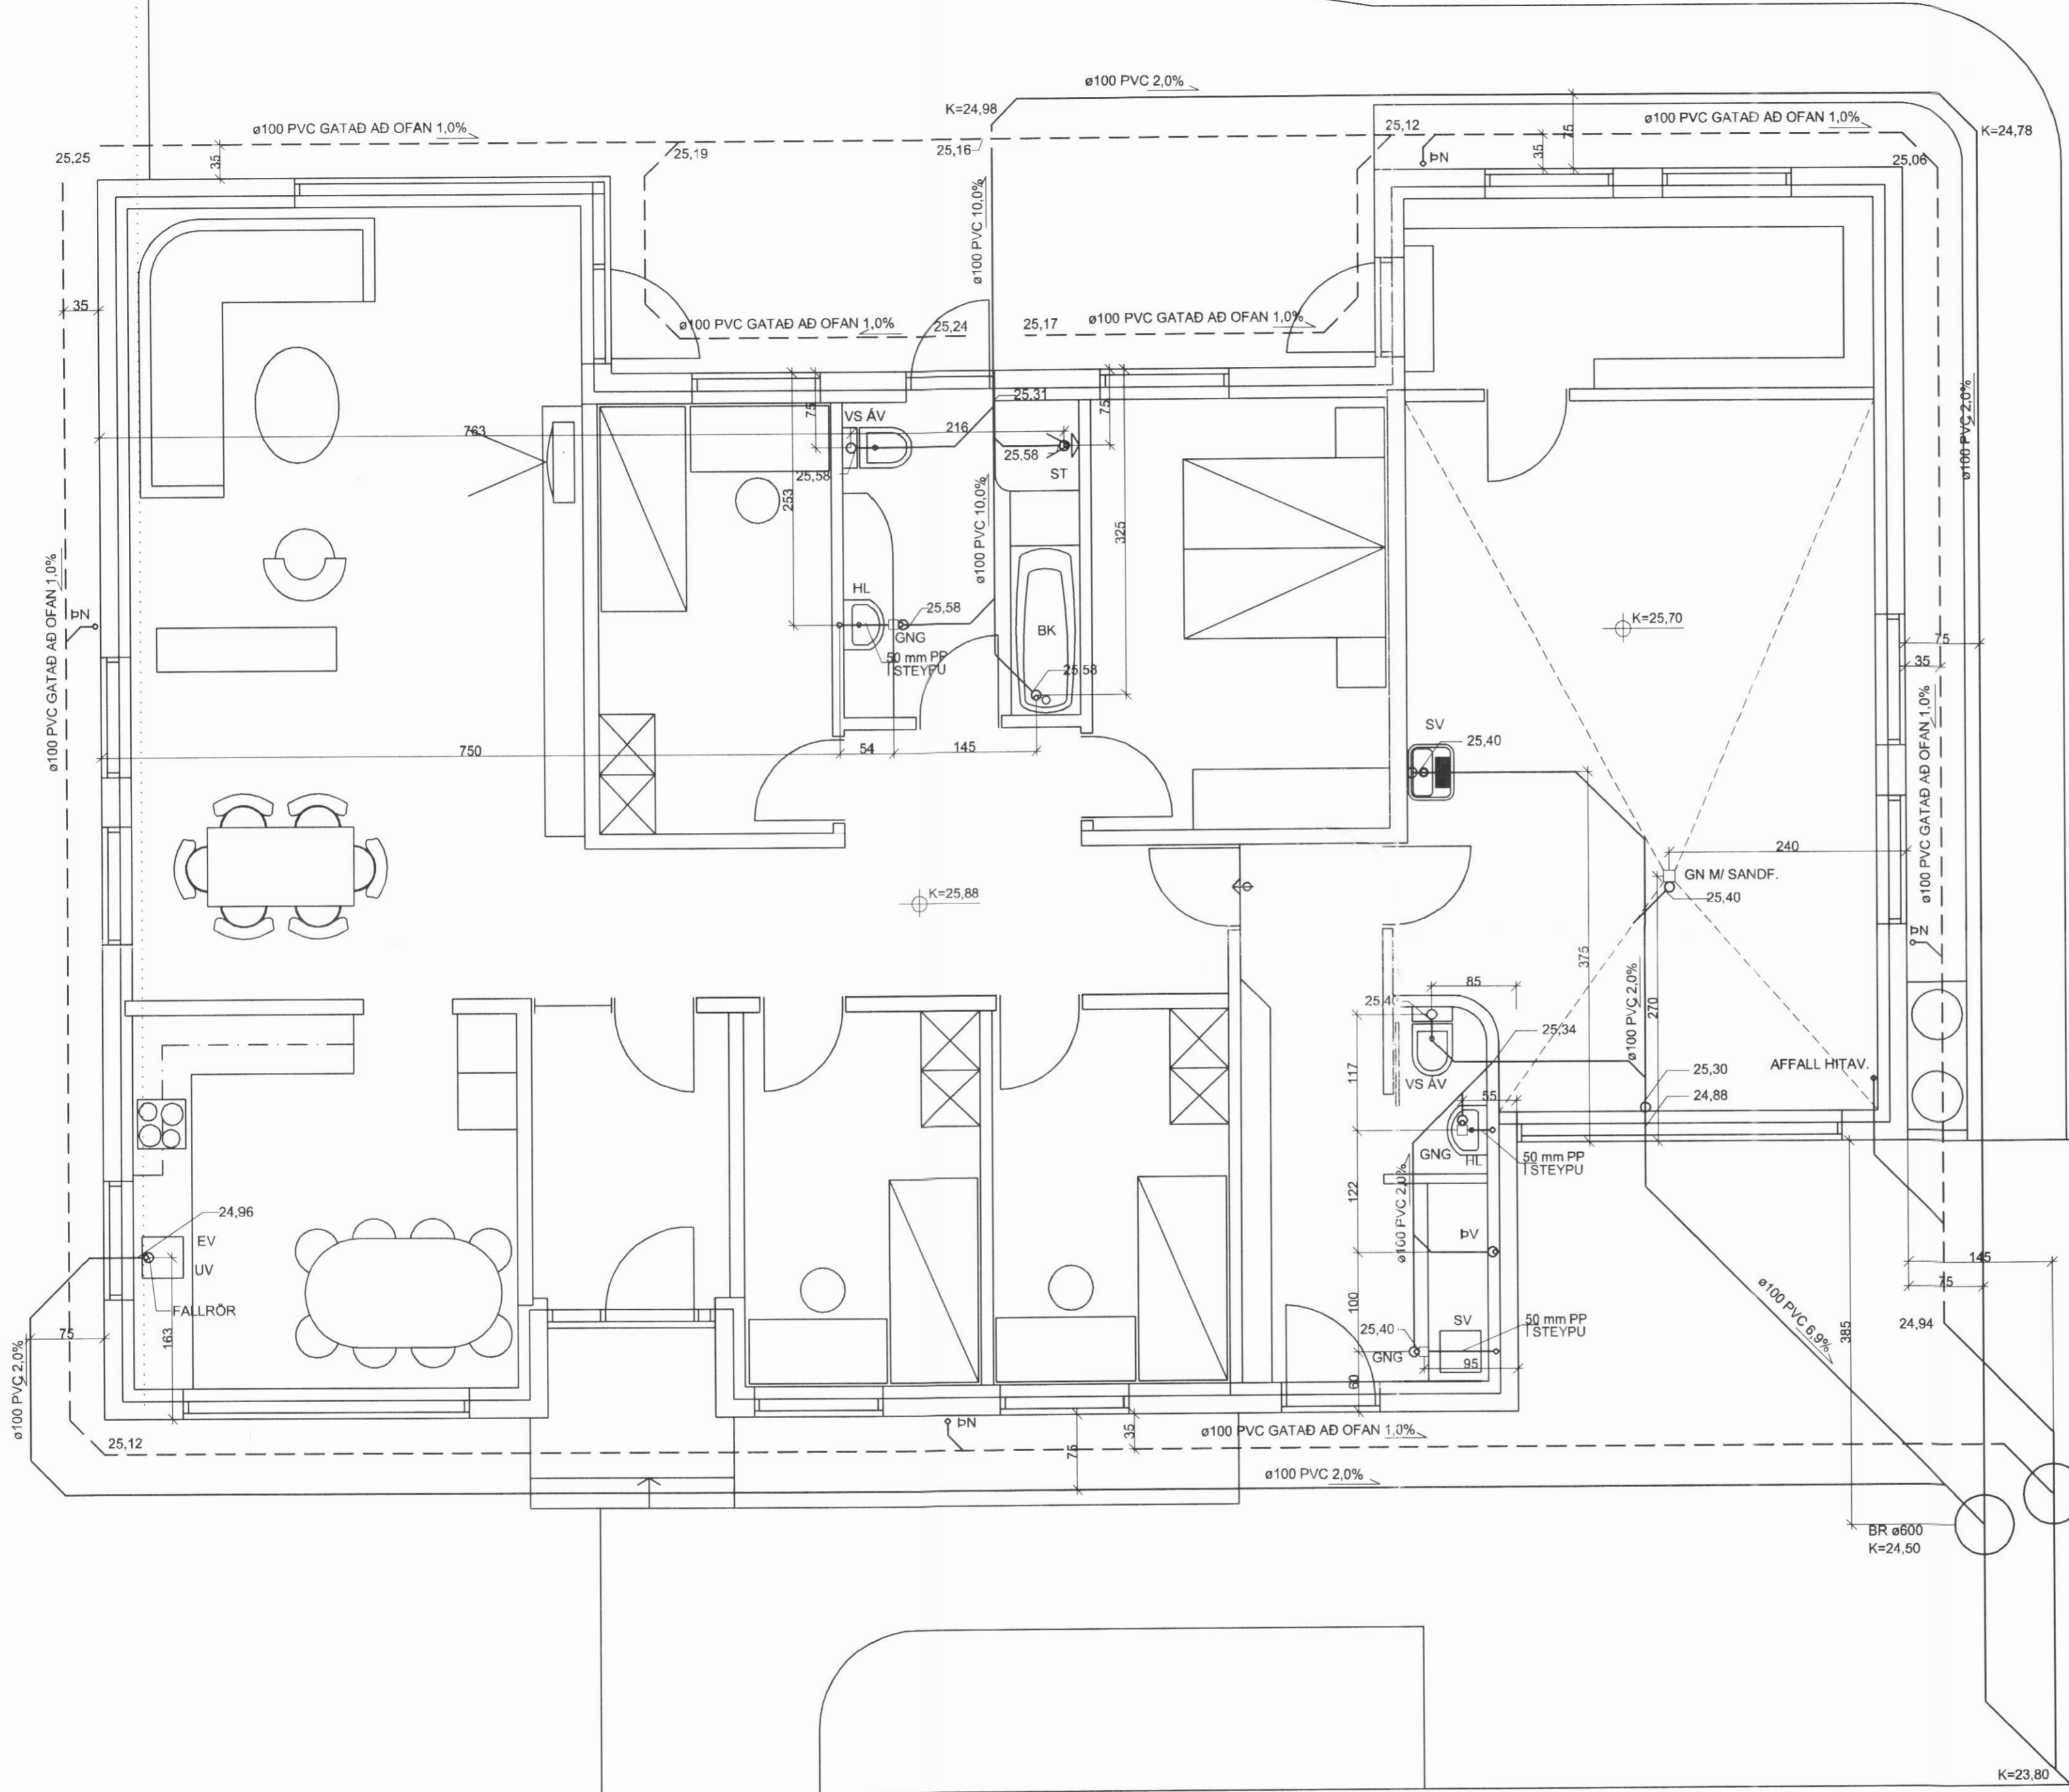 ø100 PVC 2,0%
K=24,98
ø100 PVC GATAÐ AÐ OFAN 1,0%
25,12
ø100 PVC GATAÐ AÐ OFAN 1,0%
75
K=24,78
25,25
35
25,19
25,16
ÞN
35
25,06
ø100 PVC 10,0%
35
ø100 PVC GATAÐ AÐ OFAN 1,0%
25,24
25,17
ø100 PVC GATAÐ AÐ OFAN 1,0%
25,31
75
75
VS ÁV
763
216
25,58
ST
25,58
253
325
ø100 PVC 10,0%
ø100 PVC 2,0%
ø100 PVC GATAÐ AÐ OFAN 1,0%
ÞN
HL
25,58
GNG
50 mm PP
Í STEYPU
BK
25,58
K=25,70
75
35
ø100 PVC GATAÐ AÐ OFAN 1,0%
SV
25,40
750
54
145
240
GN M/ SANDF.
25,40
K=25,88
ÞN
375
85
25,40
ø100 PVC 2,0%
270
25,34
117
VS ÁV
25,30
24,88
AFFALL HITAV.
55
GNG
HL
50 mm PP
Í STEYPU
122
ø100 PVC 2,0%
ÞV
24,96
EV
UV
FALLRÖR
163
75
ø100 PVC 2,0%
100
25,40
SV
50 mm PP
Í STEYPU
GNG
95
60
ø100 PVC 6,9%
385
145
75
24,94
25,12
ÞN
35
75
ø100 PVC GATAÐ AÐ OFAN 1,0%
ø100 PVC 2,0%
BR ø600
K=24,50
K=23,80